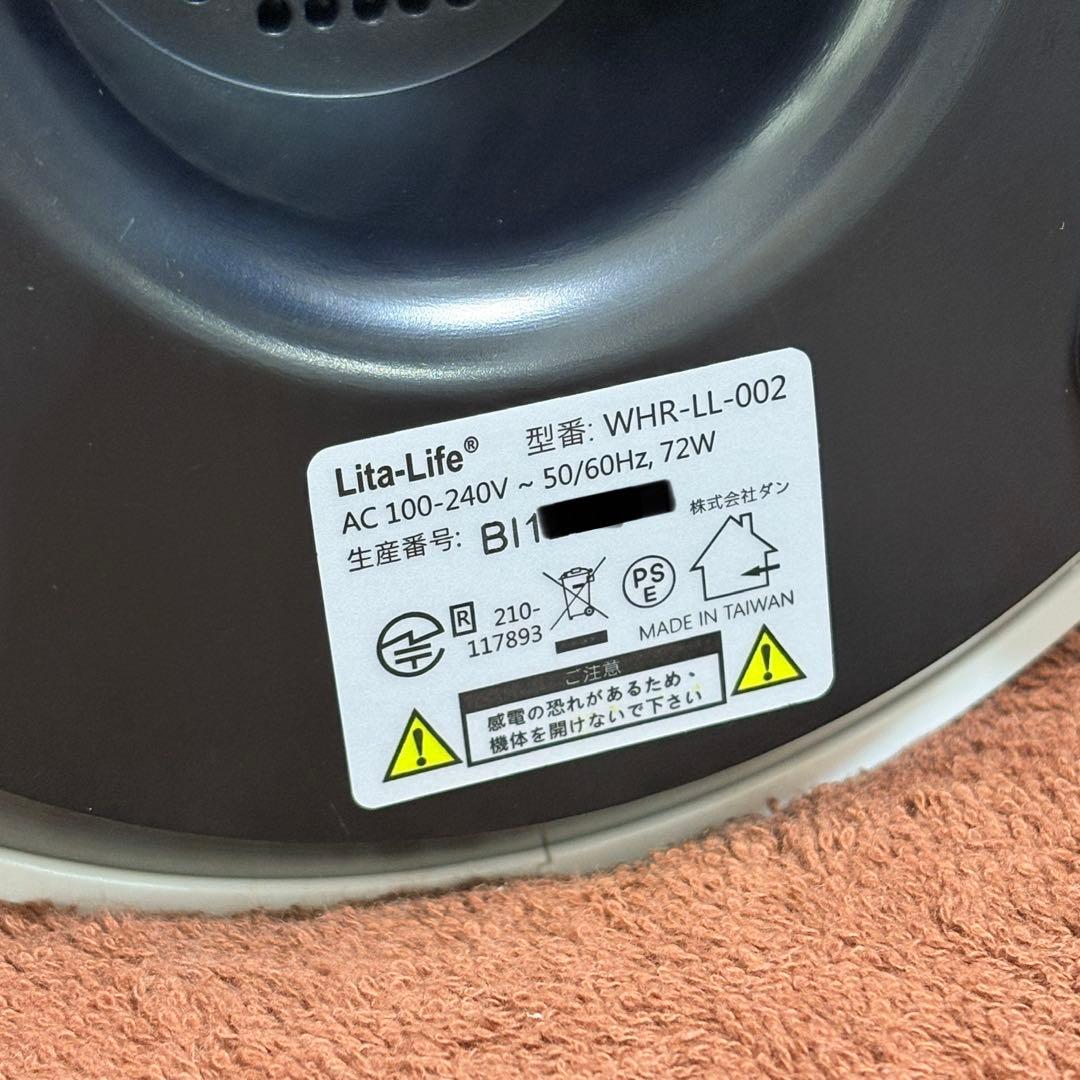 Lita-Life® 型番: WHR-LL-002
AC 100-240V ~ 50/60Hz, 72W
生産番号: BI1
株式会社ダン
R 210-
117893
PS
E
MADE IN TAIWAN
ご注意
感電の恐れがあるため、
機体を開けないで下さい